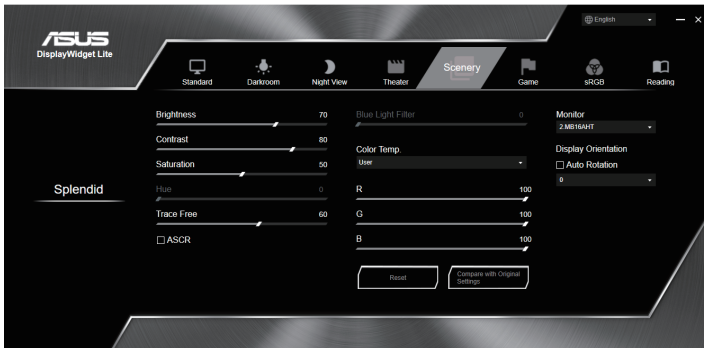 English
ASUS
DisplayWidget Lite
Standard
Darkroom
Night View
Theater
Scenery
Game
sRGB
Reading
Splendid
Brightness 70
Contrast 80
Saturation 50
Hue 0
Trace Free 60
ASCR
Blue Light Filter 0
Color Temp.
User
R 100
G 100
B 100
Reset
Compare with Original
Settings
Monitor
2.MB16AHT
Display Orientation
Auto Rotation
0